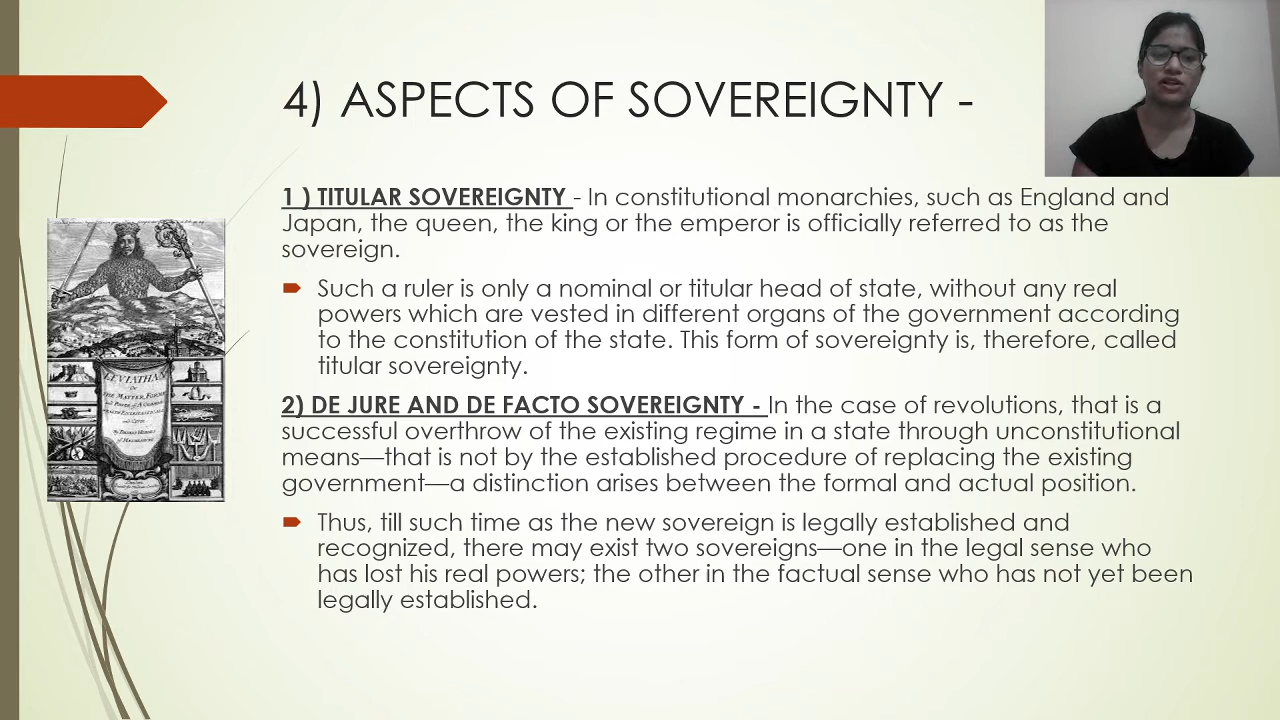 4) ASPECTS OF SOVEREIGNTY -
1 ) TITULAR SOVEREIGNTY - In constitutional monarchies, such as England and
Japan, the queen, the king or the emperor is officially referred to as the
sovereign.
Such a ruler is only a nominal or titular head of state, without any real
powers which are vested in different organs of the government according
to the constitution of the state. This form of sovereignty is, therefore, called
titular sovereignty.
2) DE JURE AND DE FACTO SOVEREIGNTY - In the case of revolutions, that is a
successful overthrow of the existing regime in a state through unconstitutional
means—that is not by the established procedure of replacing the existing
government—a distinction arises between the formal and actual position.
Thus, till such time as the new sovereign is legally established and
recognized, there may exist two sovereigns—one in the legal sense who
has lost his real powers; the other in the factual sense who has not yet been
legally established.
LEVIATHAN